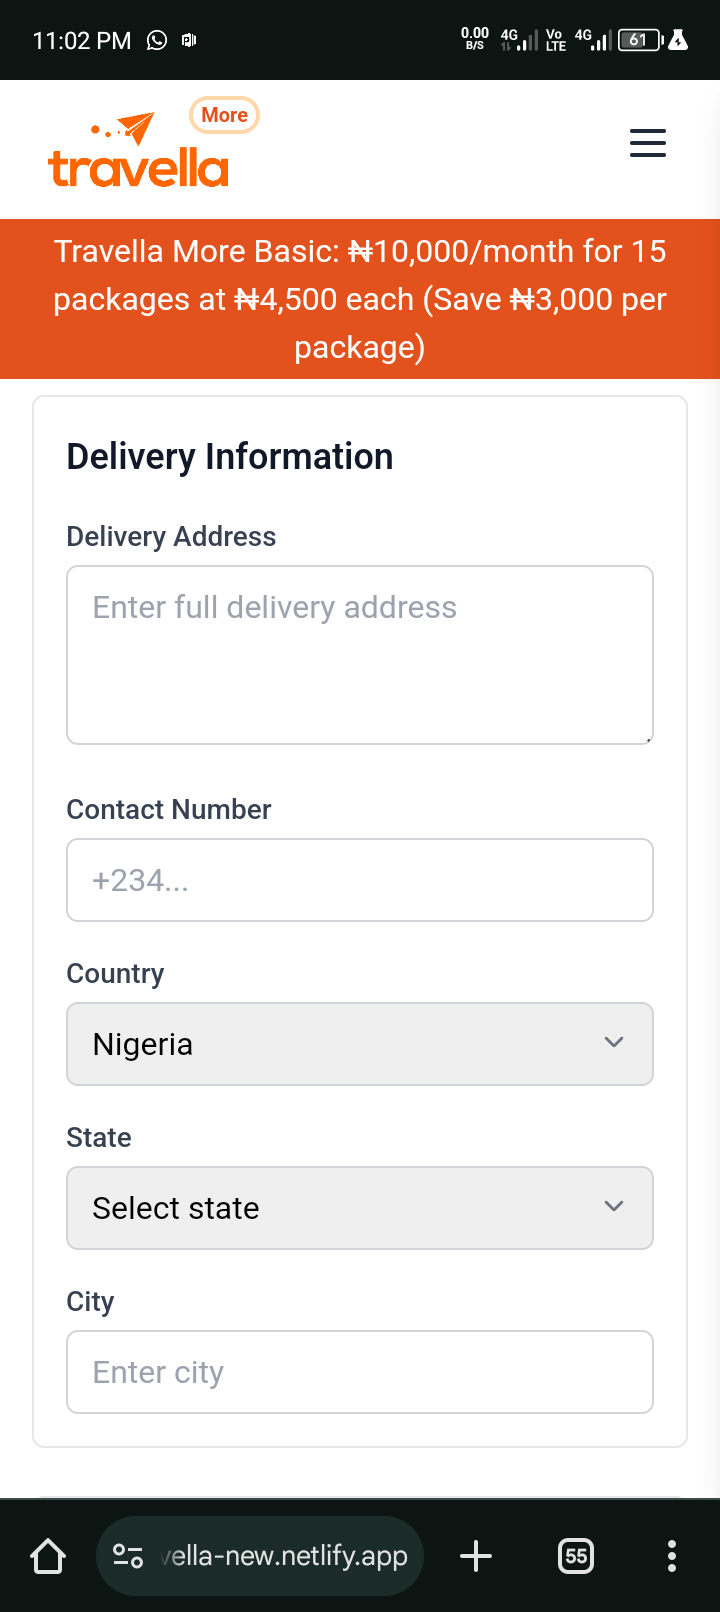 11:02 PM
0.00 B/S 4G Vo LTE 4G 61
More
travella
Travella More Basic: ₦10,000/month for 15
packages at ₦4,500 each (Save ₦3,000 per
package)
Delivery Information
Delivery Address
Enter full delivery address
Contact Number
+234...
Country
Nigeria
State
Select state
City
Enter city
ella-new.netlify.app
55